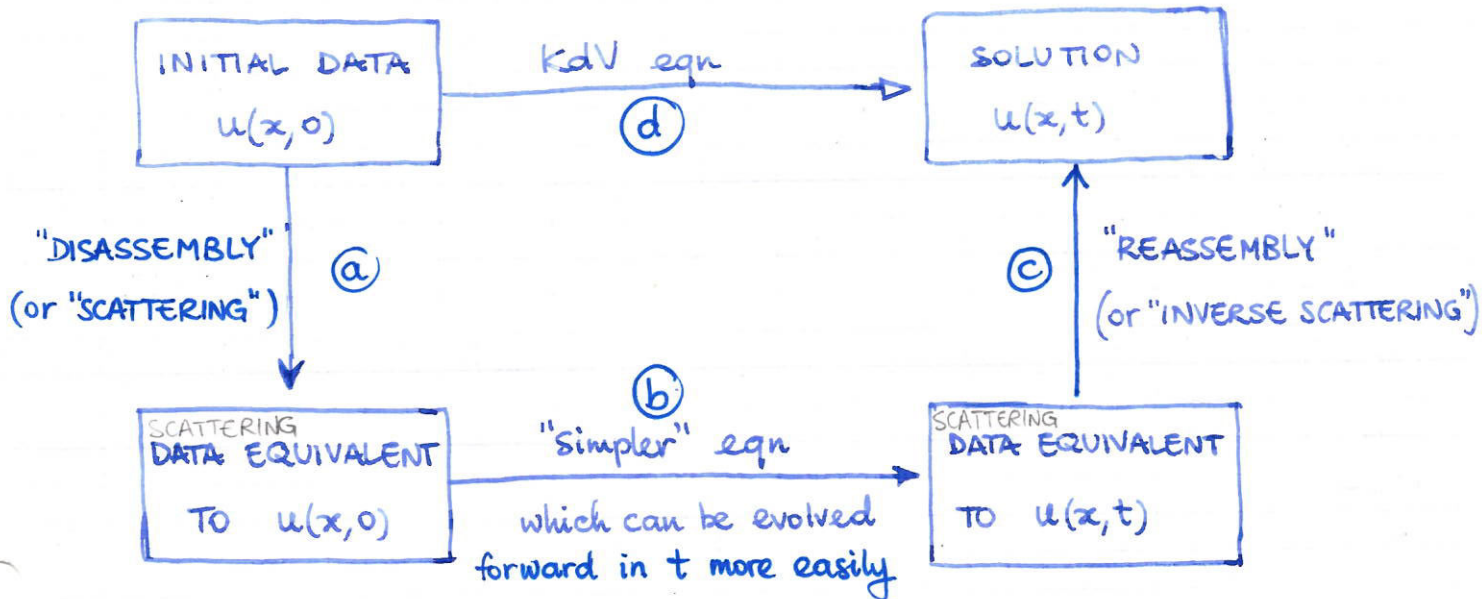 INITIAL DATA
u(x,0)
KdV eqn
d
SOLUTION
u(x,t)
"DISASSEMBLY"
(or "SCATTERING")
a
c
"REASSEMBLY"
(or "INVERSE SCATTERING")
SCATTERING
DATA EQUIVALENT
TO u(x,0)
b
"Simpler" eqn
which can be evolved
forward in t more easily
SCATTERING
DATA EQUIVALENT
TO u(x,t)